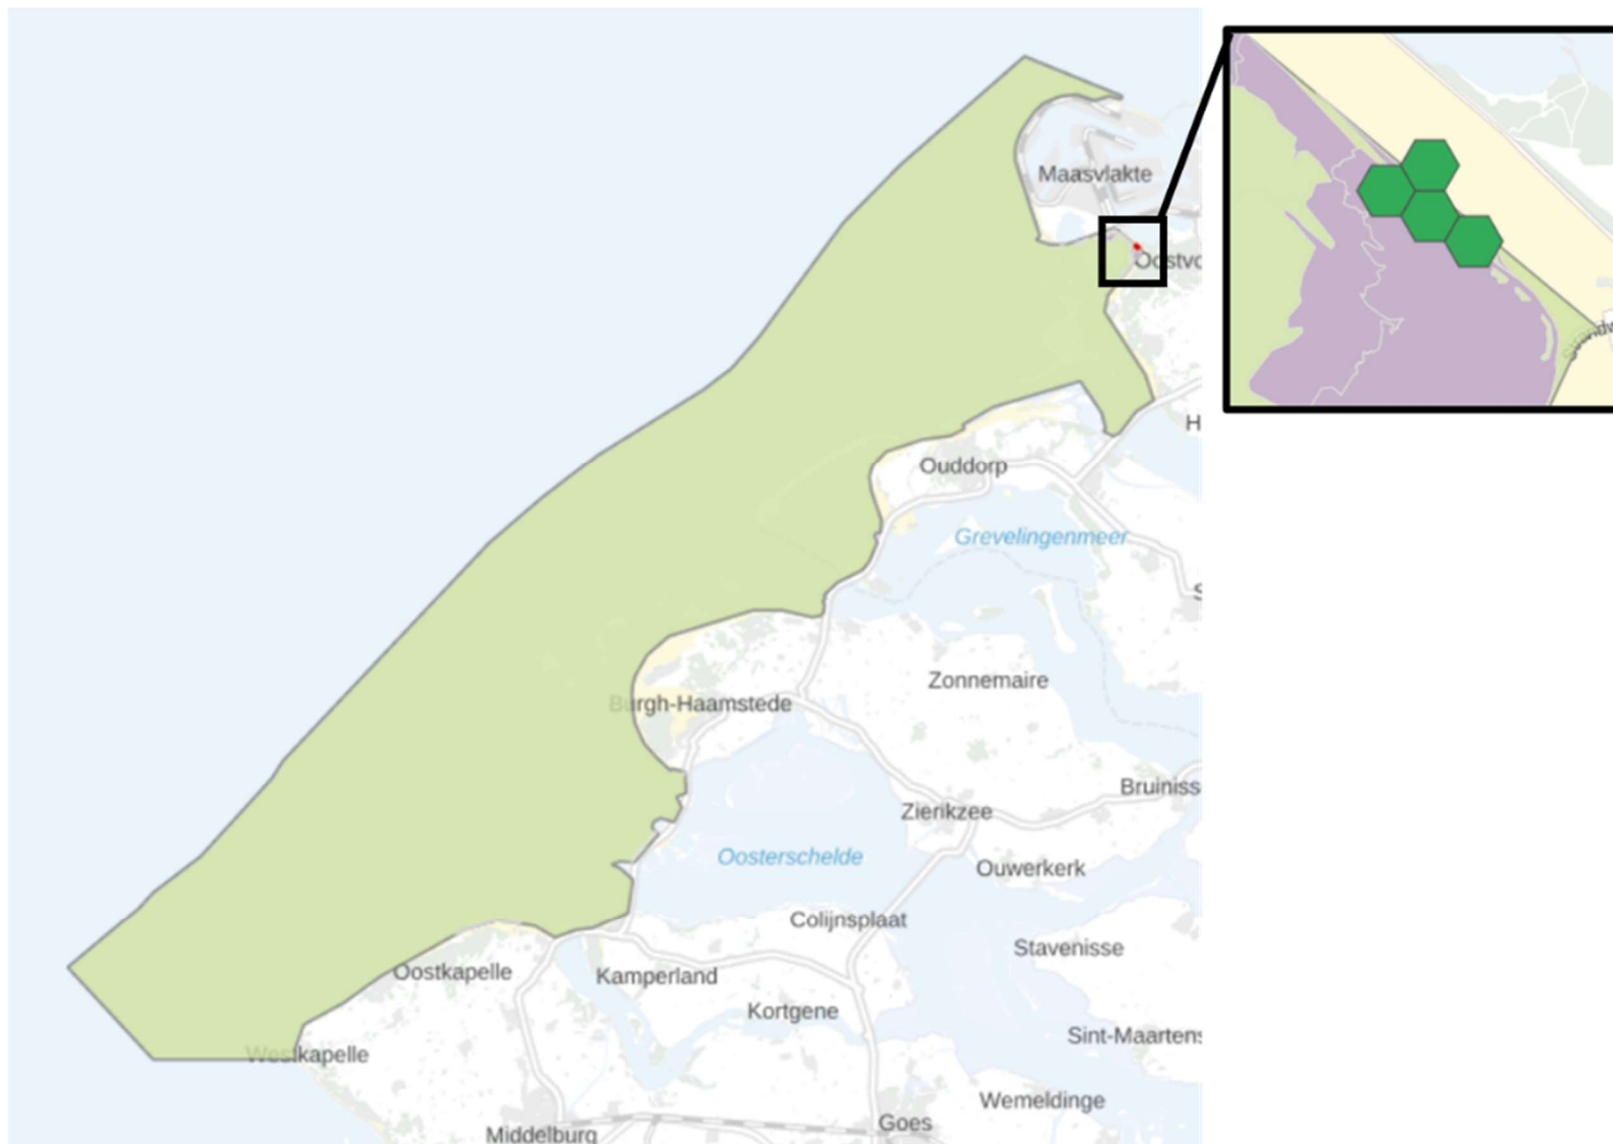 Maasvlakte
Oostvo
H
Ouddorp
Grevelingenmeer
S
Zonnemaire
Burgh-Haamstede
Bruiniss
Zierikzee
Oosterschelde
Ouwerkerk
Colijnsplaat
Stavenisse
Oostkapelle
Kamperland
Kortgene
Sint-Maartens
Westkapelle
Wemeldinge
Goes
Middelburg